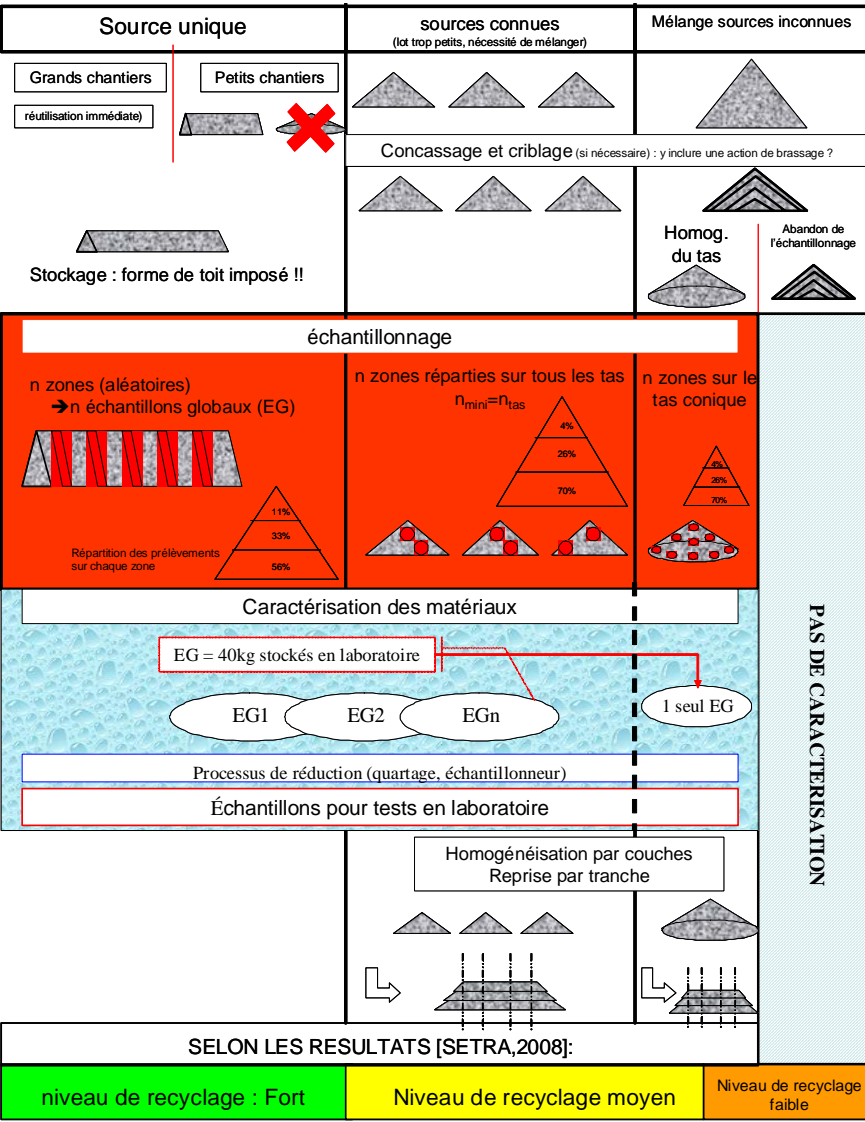 Source unique
sources connues
(lot trop petits, nécessité de mélanger)
Mélange sources inconnues
Grands chantiers
Petits chantiers
réutilisation immédiate)
Concassage et criblage (si nécessaire) : y inclure une action de brassage ?
Stockage : forme de toit imposé !!
Homog.
du tas
Abandon de
l'échantillonnage
échantillonnage
n zones (aléatoires)
➔n échantillons globaux (EG)
11%
33%
56%
Répartition des prélèvements
sur chaque zone
n zones réparties sur tous les tas
nmini=ntas
4%
26%
70%
n zones sur le
tas conique
4%
26%
70%
PAS DE CARACTERISATION
Caractérisation des matériaux
EG = 40kg stockés en laboratoire
EG1
EG2
EGn
1 seul EG
Processus de réduction (quartage, échantillonneur)
Échantillons pour tests en laboratoire
Homogénéisation par couches
Reprise par tranche
SELON LES RESULTATS [SETRA,2008]:
niveau de recyclage : Fort
Niveau de recyclage moyen
Niveau de recyclage
faible